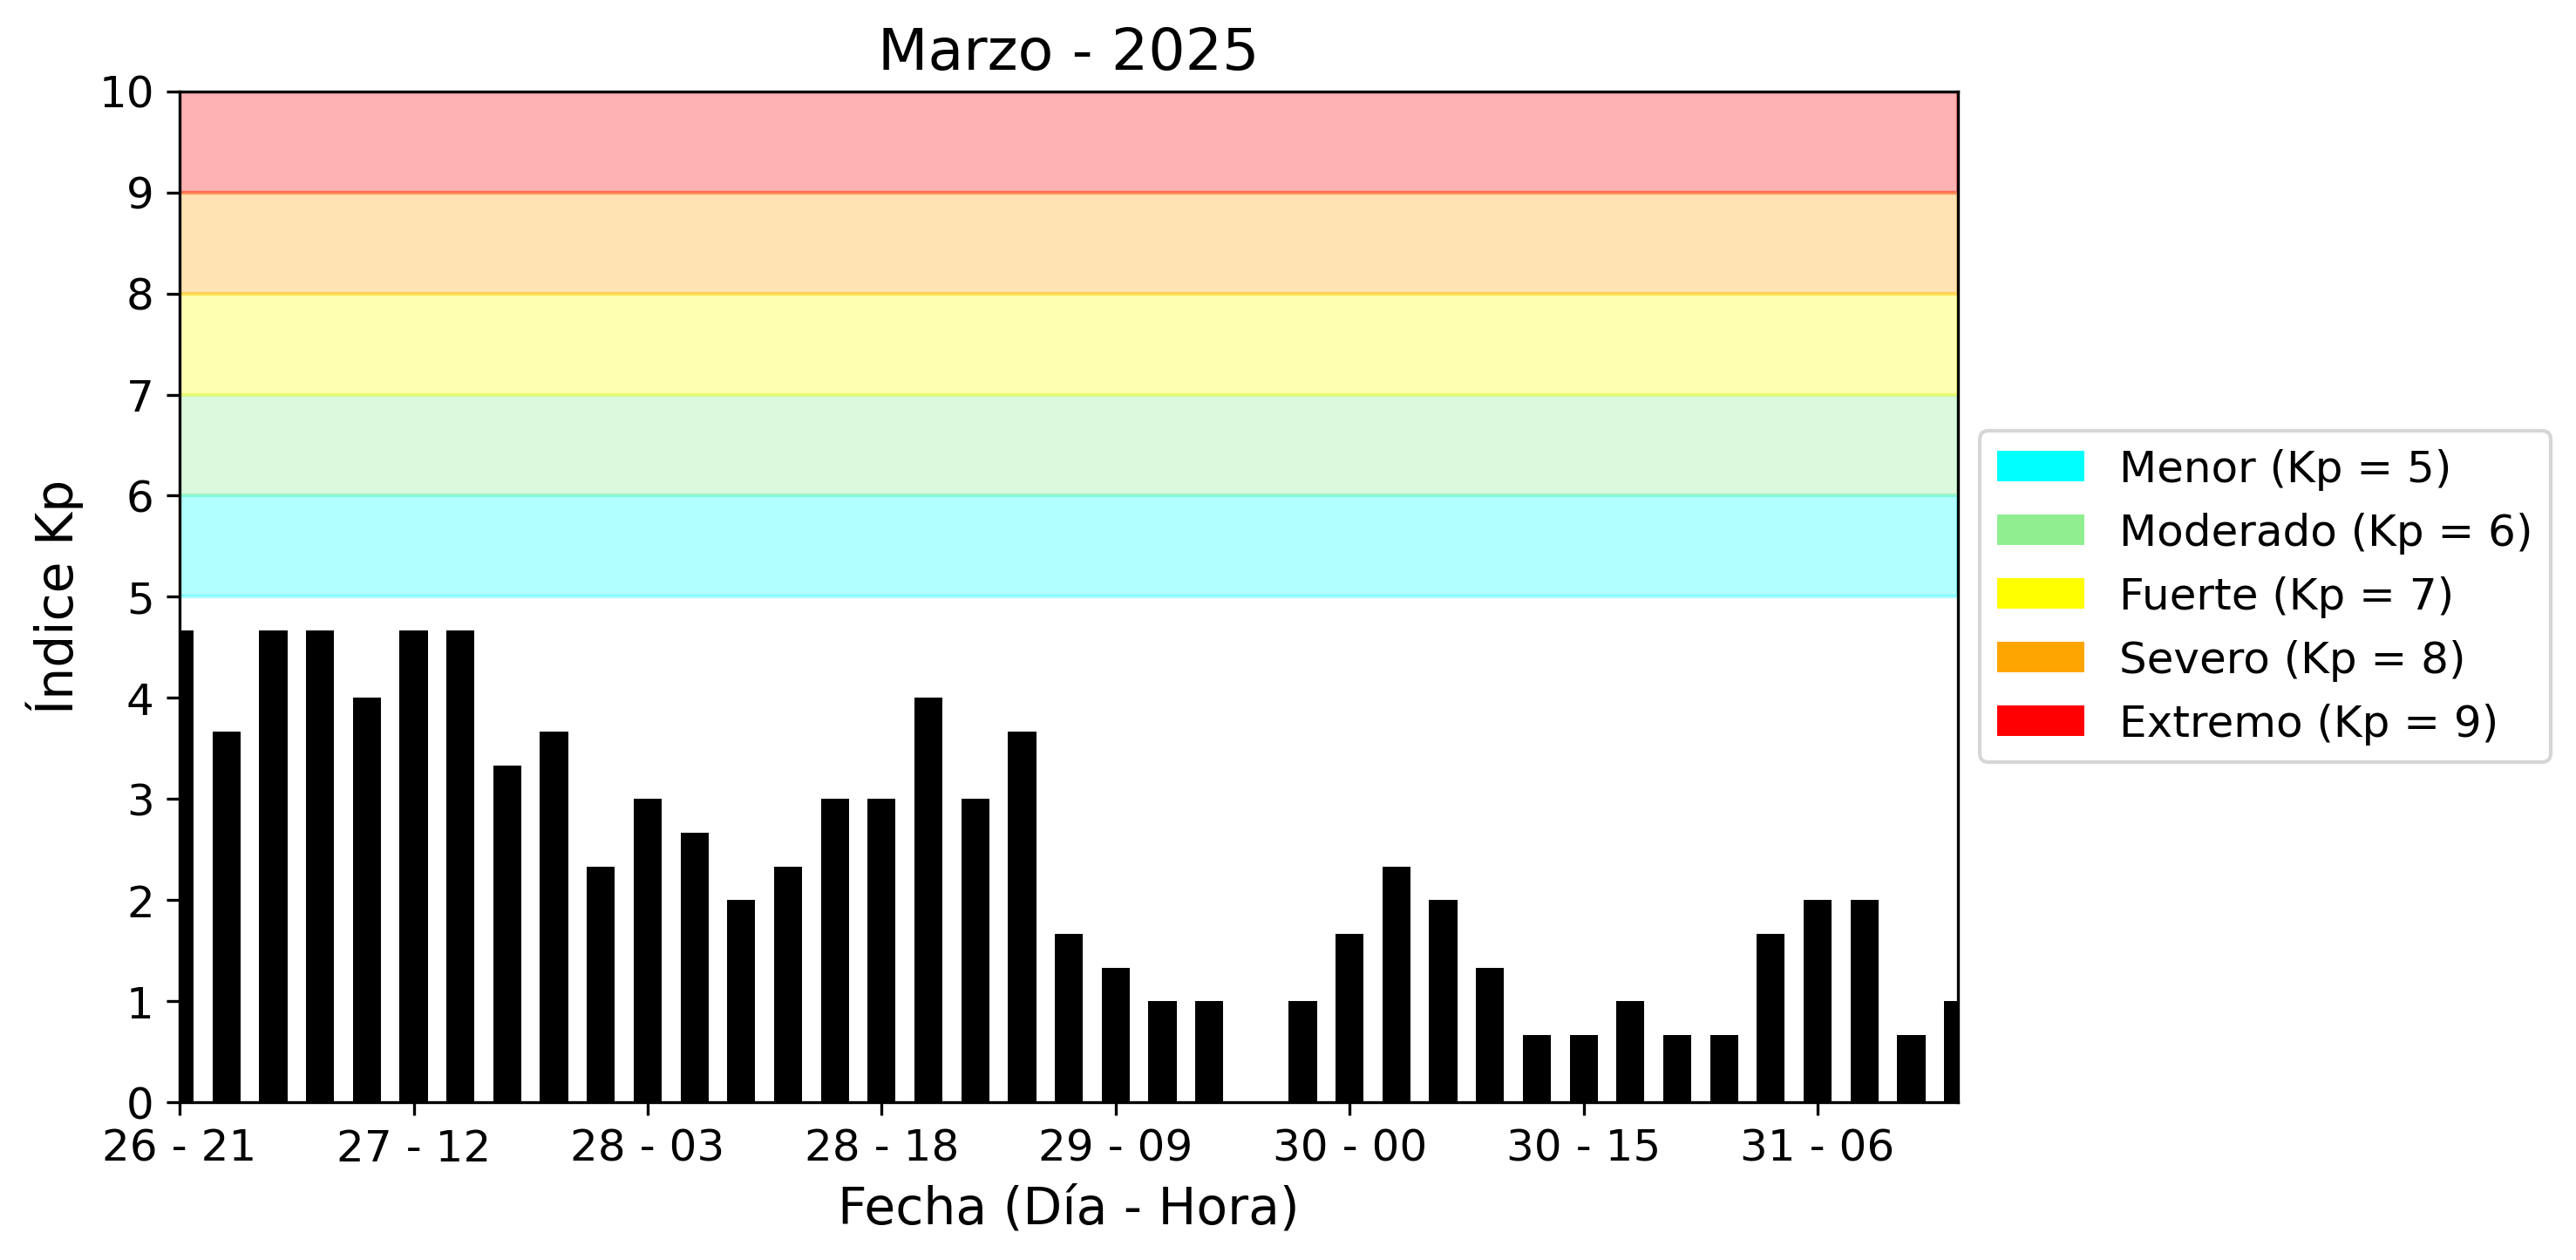 Marzo - 2025
10
9
8
7
6
5
4
3
2
1
0
Índice Kp
26 - 21
27 - 12
28 - 03
28 - 18
29 - 09
30 - 00
30 - 15
31 - 06
Fecha (Día - Hora)
Menor (Kp = 5)
Moderado (Kp = 6)
Fuerte (Kp = 7)
Severo (Kp = 8)
Extremo (Kp = 9)